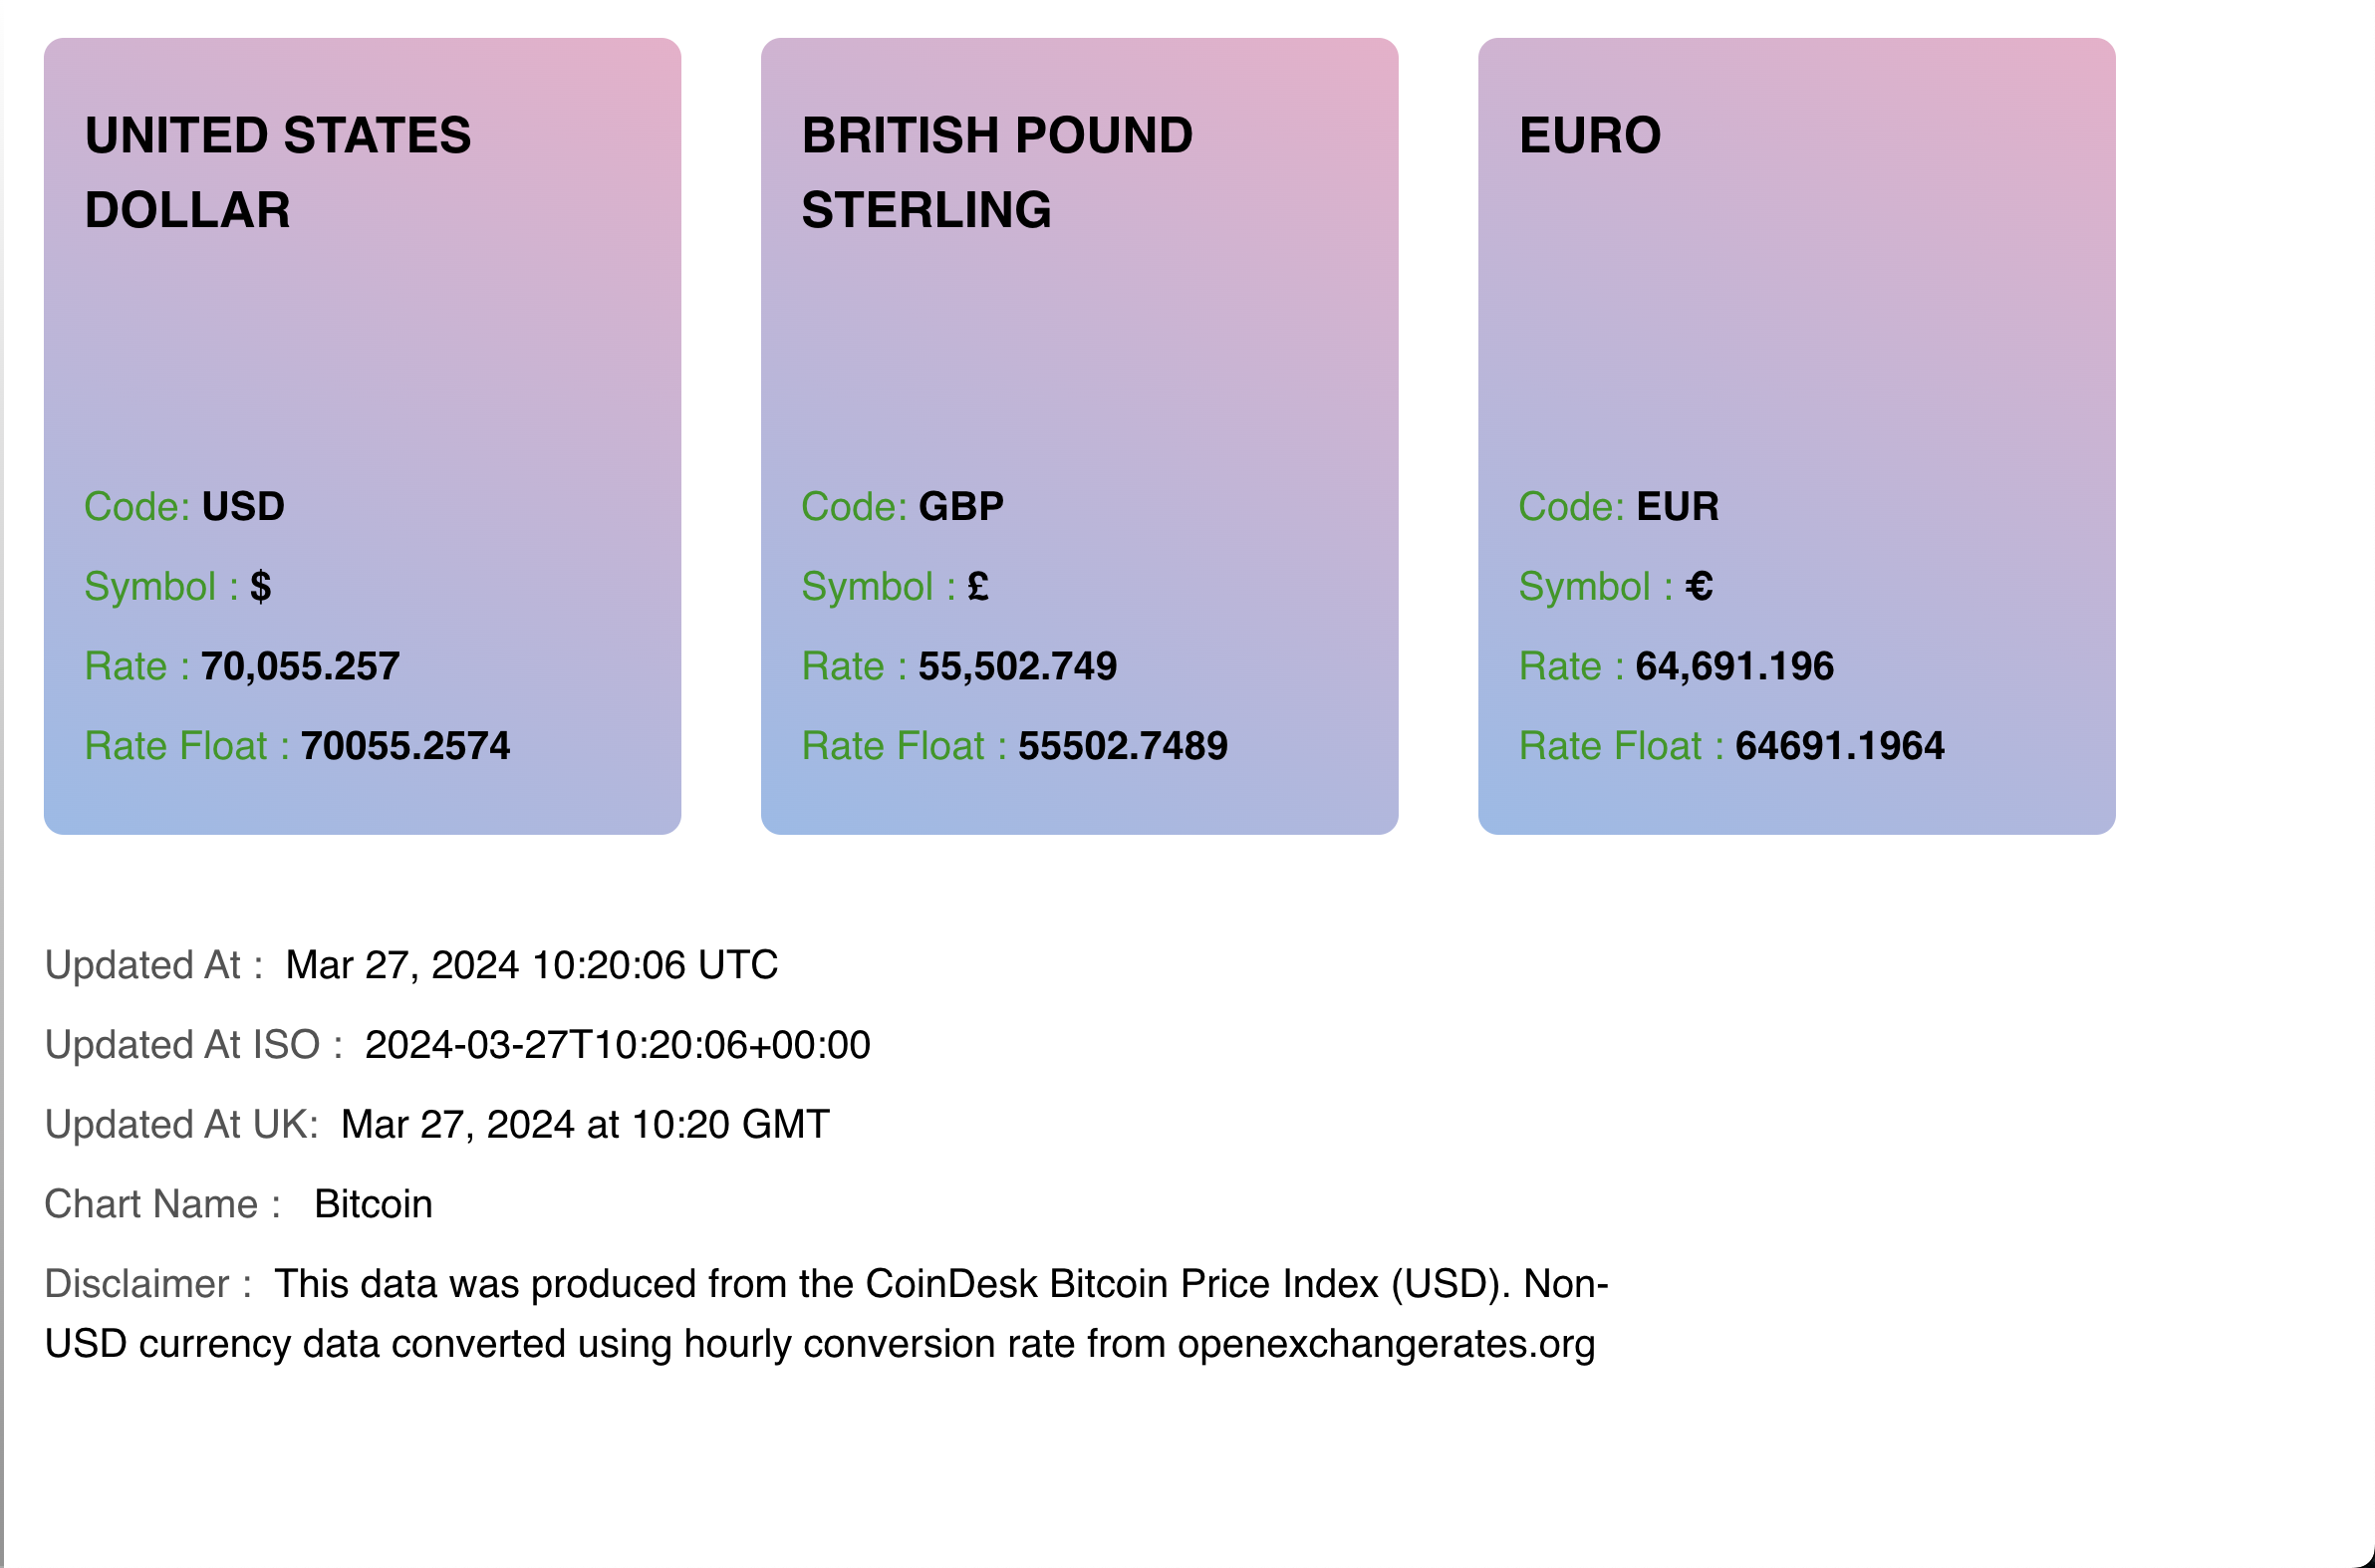 UNITED STATES
DOLLAR
Code: USD
Symbol : $
Rate : 70,055.257
Rate Float : 70055.2574
BRITISH POUND
STERLING
Code: GBP
Symbol : £
Rate : 55,502.749
Rate Float : 55502.7489
EURO
Code: EUR
Symbol : €
Rate : 64,691.196
Rate Float : 64691.1964
Updated At : Mar 27, 2024 10:20:06 UTC
Updated At ISO : 2024-03-27T10:20:06+00:00
Updated At UK: Mar 27, 2024 at 10:20 GMT
Chart Name : Bitcoin
Disclaimer : This data was produced from the CoinDesk Bitcoin Price Index (USD). Non-
USD currency data converted using hourly conversion rate from openexchangerates.org